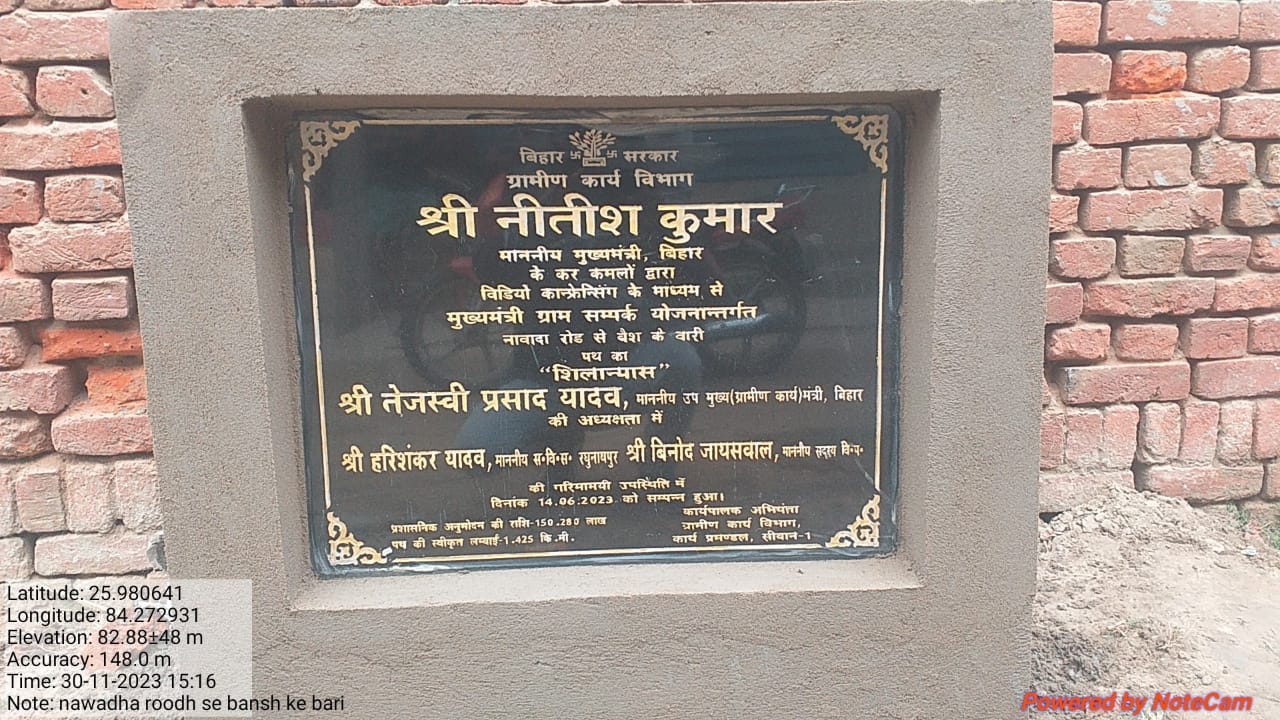 बिहार सरकार
ग्रामीण कार्य विभाग
श्री नीतीश कुमार
माननीय मुख्यमंत्री, बिहार
के कर कमलों द्वारा
विडियो कान्फ्रेन्सिंग के माध्यम से
मुख्यमंत्री ग्राम सम्पर्क योजनान्तर्गत
नावादा रोड से बैश के वारी
पथ का
“शिलान्यास”
श्री तेजस्वी प्रसाद यादव, माननीय उप मुख्य(ग्रामीण कार्य)मंत्री, बिहार
की अध्यक्षता में
श्री हरिशंकर यादव, माननीय स॰वि॰स॰ रघुनाथपुर श्री बिनोद जायसवाल, माननीय सदस्य वि॰प॰
की गरिमामयी उपस्थिति में
दिनांक 14.06.2023 को सम्पन्न हुआ।
प्रशासनिक अनुमोदन की राशि-150.280 लाख
पथ की स्वीकृत लम्बाई-1.425 कि.मी.
कार्यपालक अभियंता
ग्रामीण कार्य विभाग,
कार्य प्रमण्डल, सीवान-1
Latitude: 25.980641
Longitude: 84.272931
Elevation: 82.88±48 m
Accuracy: 148.0 m
Time: 30-11-2023 15:16
Note: nawadha roodh se bansh ke bari
Powered by NoteCam